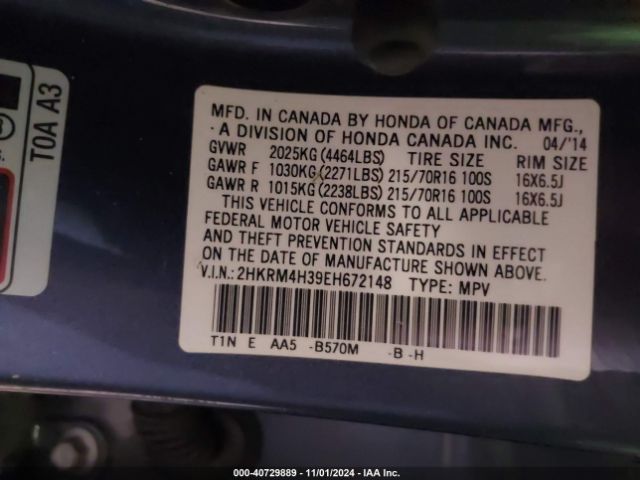 T0A A3
MFD. IN CANADA BY HONDA OF CANADA MFG.,
A DIVISION OF HONDA CANADA INC. 04/'14
GVWR 2025KG(4464LBS) TIRE SIZE RIM SIZE
GAWR F 1030KG(2271LBS) 215/70R16 100S 16X6.5J
GAWR R 1015KG(2238LBS) 215/70R16 100S 16X6.5J
THIS VEHICLE CONFORMS TO ALL APPLICABLE
FEDERAL MOTOR VEHICLE SAFETY
AND THEFT PREVENTION STANDARDS IN EFFECT
ON THE DATE OF MANUFACTURE SHOWN ABOVE.
V.I.N.:2HKRM4H39EH672148 TYPE: MPV
T1N E AA5 -B570M -B -H
000-40729889 - 11/01/2024 - IAA Inc.